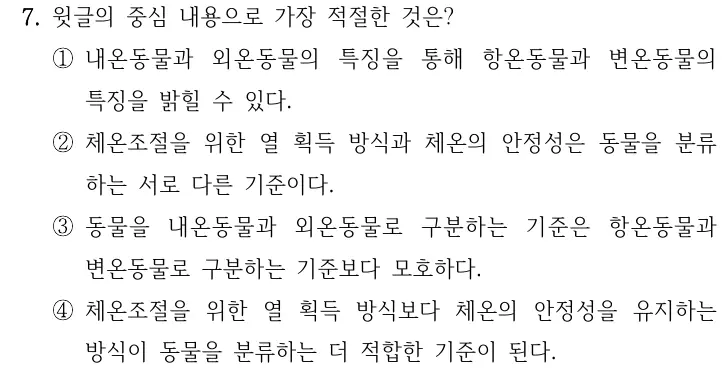 7. 윗글의 중심 내용으로 가장 적절한 것은?
① 내온동물과 외온동물의 특징을 통해 항온동물과 변온동물의
특징을 밝힐 수 있다.
② 체온조절을 위한 열 획득 방식과 체온의 안정성은 동물을 분류
하는 서로 다른 기준이다.
③ 동물을 내온동물과 외온동물로 구분하는 기준은 항온동물과
변온동물로 구분하는 기준보다 모호하다.
④ 체온조절을 위한 열 획득 방식보다 체온의 안정성을 유지하는
방식이 동물을 분류하는 더 적합한 기준이 된다.